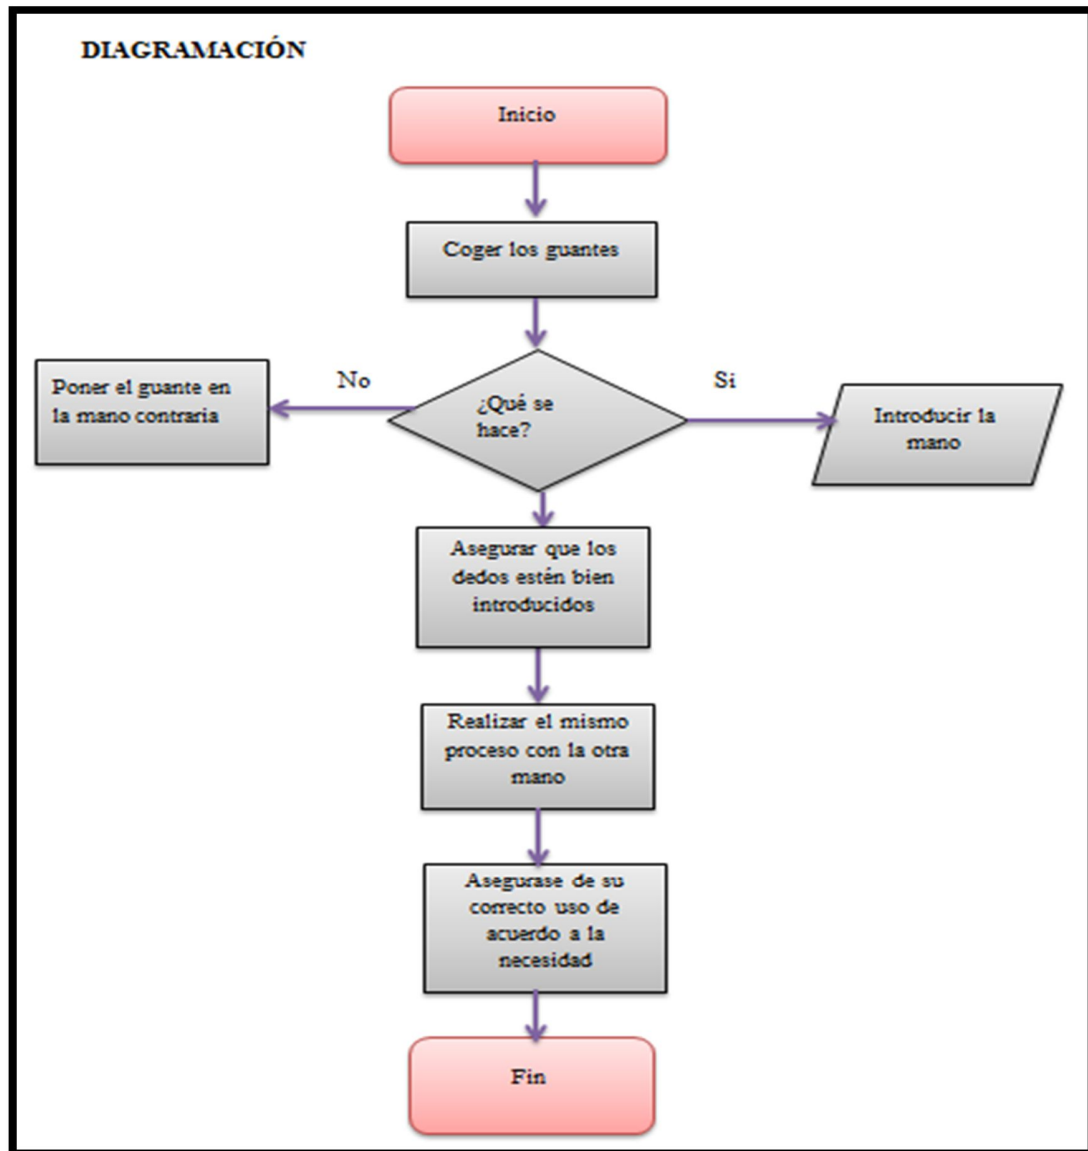 DIAGRAMACIÓN
Inicio
Coger los guantes
Poner el guante en
la mano contraria
No
¿Qué se
hace?
Si
Introducir la
mano
Asegurar que los
dedos estén bien
introducidos
Realizar el mismo
proceso con la otra
mano
Asegurase de su
correcto uso de
acuerdo a la
necesidad
Fin